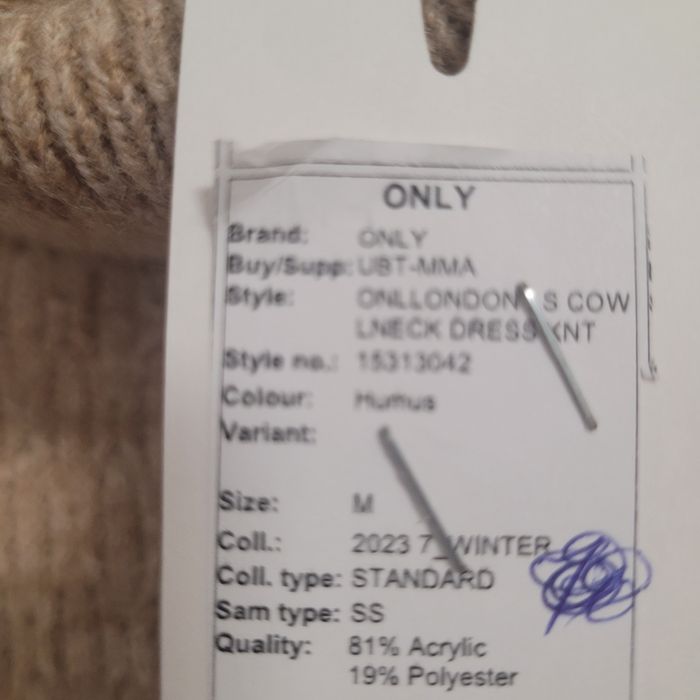 ONLY
Brand: ONLY
Buy/Supp: UBT-MMA
Style: ONLLONDON S COW
LNECK DRESS KNT
Style no.: 15313042
Colour: Humus
Variant:
Size: M
Coll.: 2023 7_WINTER
Coll. type: STANDARD
Sam type: SS
Quality: 81% Acrylic
19% Polyester